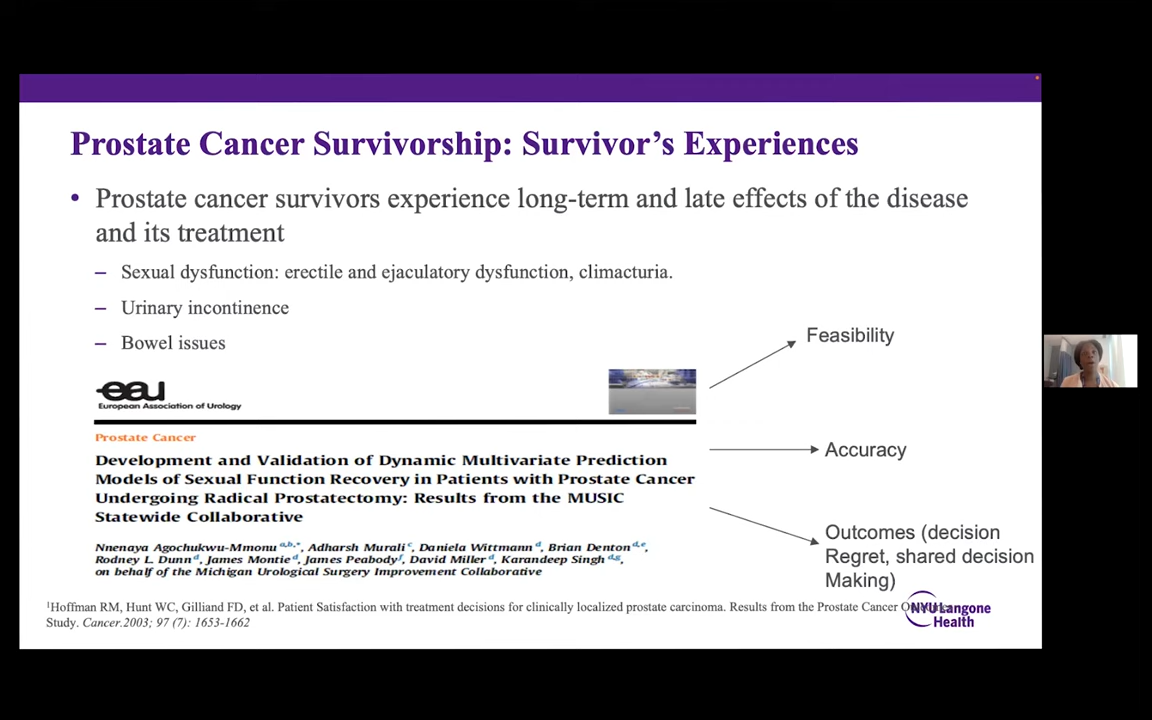 Prostate Cancer Survivorship: Survivor’s Experiences
• Prostate cancer survivors experience long-term and late effects of the disease
and its treatment
– Sexual dysfunction: erectile and ejaculatory dysfunction, climacturia.
– Urinary incontinence
– Bowel issues
eau
European Association of Urology
Prostate Cancer
Development and Validation of Dynamic Multivariate Prediction
Models of Sexual Function Recovery in Patients with Prostate Cancer
Undergoing Radical Prostatectomy: Results from the MUSIC
Statewide Collaborative
Nnenaya Agochukwu-Mmonu a,b,*, Adharsh Murali c, Daniela Wittmann d, Brian Denton d,e,
Rodney L. Dunn d, James Montie d, James Peabody f, David Miller d, Karandeep Singh d,g,
on behalf of the Michigan Urological Surgery Improvement Collaborative
Feasibility
Accuracy
Outcomes (decision
Regret, shared decision
Making)
1Hoffman RM, Hunt WC, Gilliand FD, et al. Patient Satisfaction with treatment decisions for clinically localized prostate carcinoma. Results from the Prostate Cancer
Study. Cancer.2003; 97 (7): 1653-1662
NYU Langone
Health